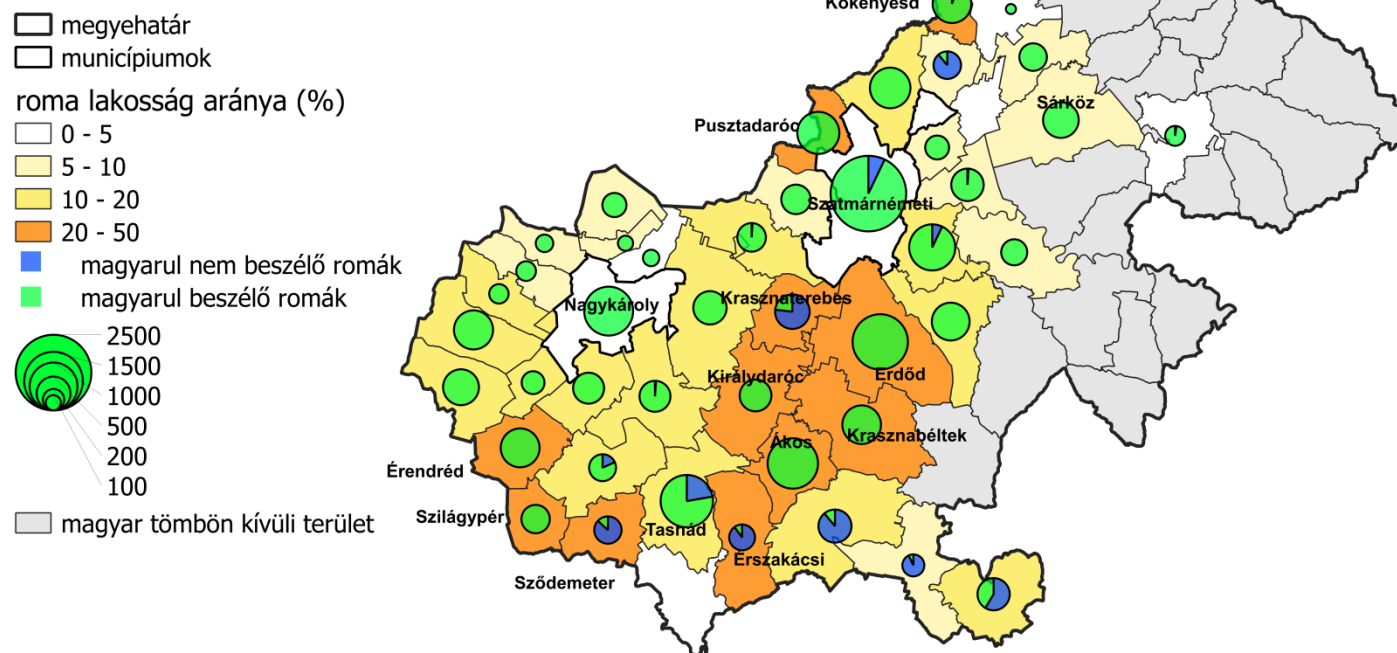 megyehatár
municípiumok
roma lakosság aránya (%)
0 - 5
5 - 10
10 - 20
20 - 50
magyarul nem beszélő romák
magyarul beszélő romák
2500
1500
1000
500
200
100
magyar tömbön kívüli terület
Kökényesd
Sárköz
Pusztadaróc
Szatmárnémeti
Nagykároly
Krasznaterebes
Erdőd
Királydaróc
Krasznabéltek
Ákos
Érendréd
Szilágypér
Tasnád
Érszakácsi
Sződemeter